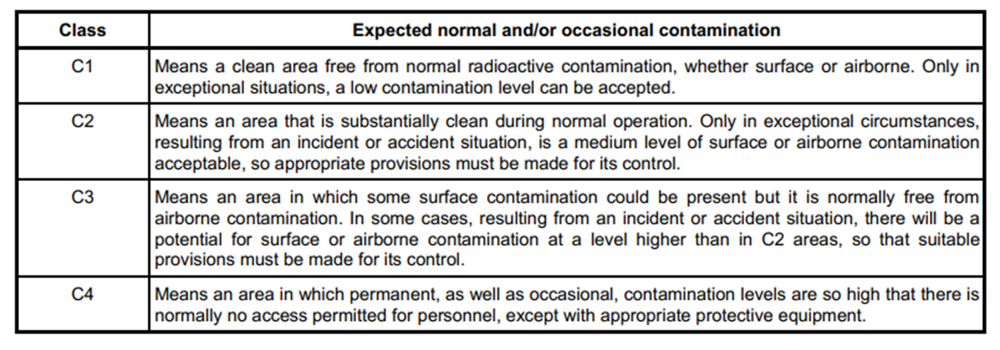 Class
Expected normal and/or occasional contamination
C1
Means a clean area free from normal radioactive contamination, whether surface or airborne. Only in
exceptional situations, a low contamination level can be accepted.
C2
Means an area that is substantially clean during normal operation. Only in exceptional circumstances,
resulting from an incident or accident situation, is a medium level of surface or airborne contamination
acceptable, so appropriate provisions must be made for its control.
C3
Means an area in which some surface contamination could be present but it is normally free from
airborne contamination. In some cases, resulting from an incident or accident situation, there will be a
potential for surface or airborne contamination at a level higher than in C2 areas, so that suitable
provisions must be made for its control.
C4
Means an area in which permanent, as well as occasional, contamination levels are so high that there is
normally no access permitted for personnel, except with appropriate protective equipment.